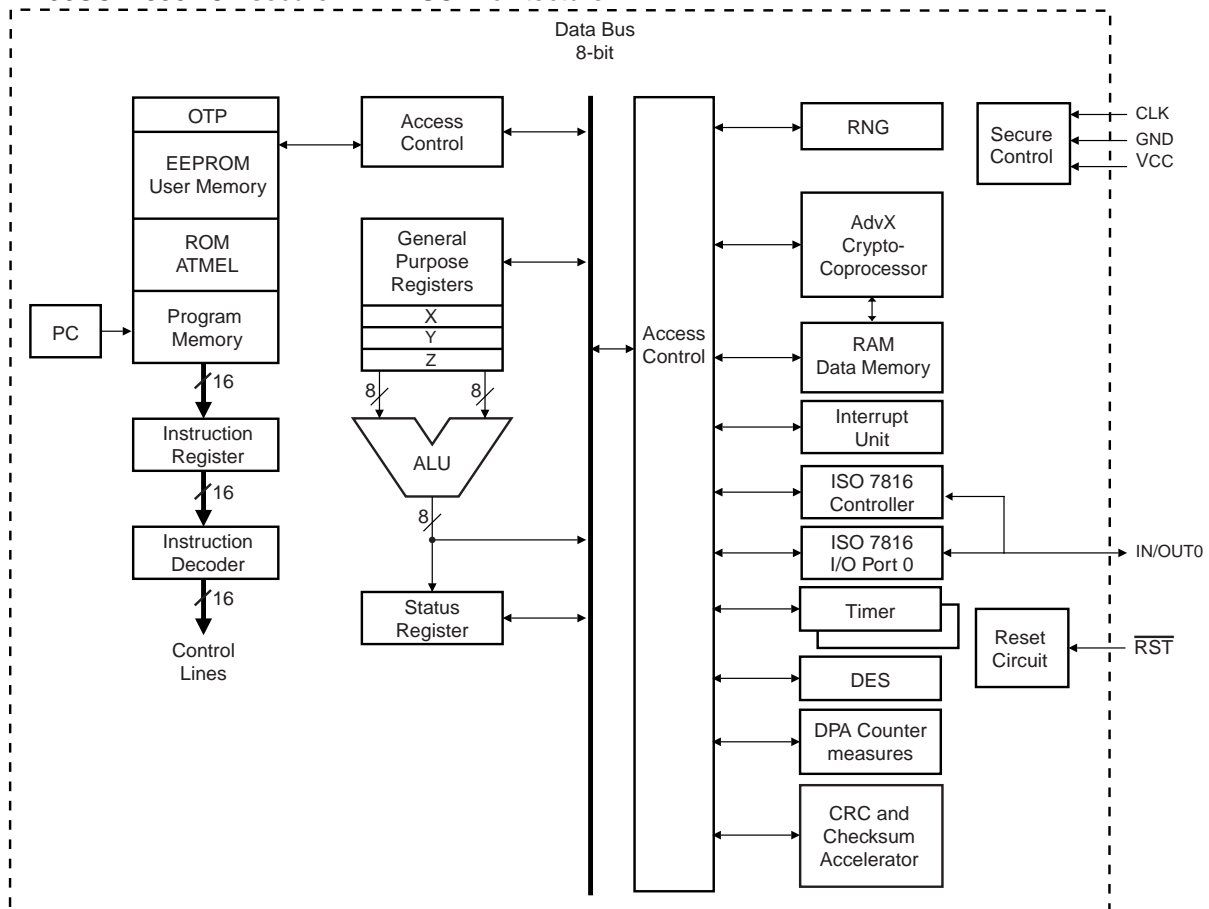 Data Bus
8-bit
OTP
EEPROM
User Memory
ROM
ATMEL
Program
Memory
PC
16
Instruction
Register
16
Instruction
Decoder
16
Control
Lines
Access
Control
General
Purpose
Registers
X
Y
Z
8
8
ALU
8
Status
Register
Access
Control
RNG
AdvX
Crypto-
Coprocessor
RAM
Data Memory
Interrupt
Unit
ISO 7816
Controller
ISO 7816
I/O Port 0
Timer
DES
DPA Counter
measures
CRC and
Checksum
Accelerator
Secure
Control
CLK
GND
VCC
IN/OUT0
Reset
Circuit
RST